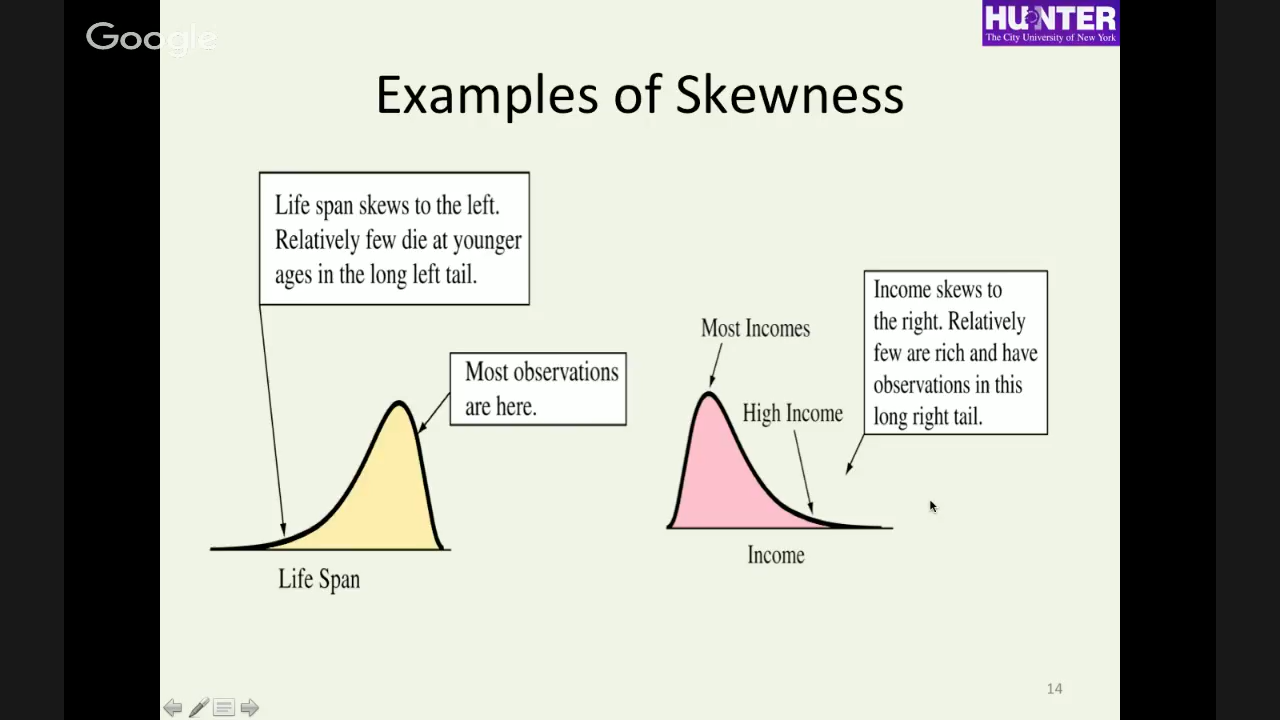 Google
HUNTER
The City University of New York
Examples of Skewness
Life span skews to the left.
Relatively few die at younger
ages in the long left tail.
Most observations
are here.
Life Span
Most Incomes
High Income
Income skews to
the right. Relatively
few are rich and have
observations in this
long right tail.
Income
14